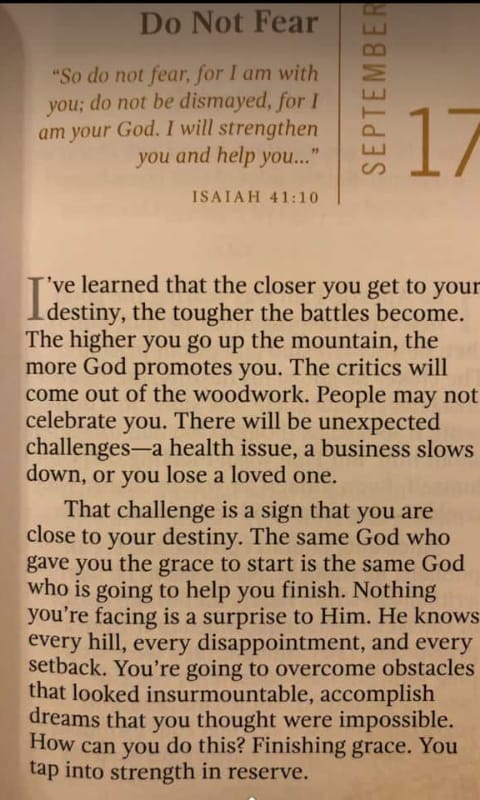 Do Not Fear
“So do not fear, for I am with
you; do not be dismayed, for I
am your God. I will strengthen
you and help you...”
ISAIAH 41:10
SEPTEMBER
17
I’ve learned that the closer you get to your
destiny, the tougher the battles become.
The higher you go up the mountain, the
more God promotes you. The critics will
come out of the woodwork. People may not
celebrate you. There will be unexpected
challenges—a health issue, a business slows
down, or you lose a loved one.
That challenge is a sign that you are
close to your destiny. The same God who
gave you the grace to start is the same God
who is going to help you finish. Nothing
you’re facing is a surprise to Him. He knows
every hill, every disappointment, and every
setback. You’re going to overcome obstacles
that looked insurmountable, accomplish
dreams that you thought were impossible.
How can you do this? Finishing grace. You
tap into strength in reserve.